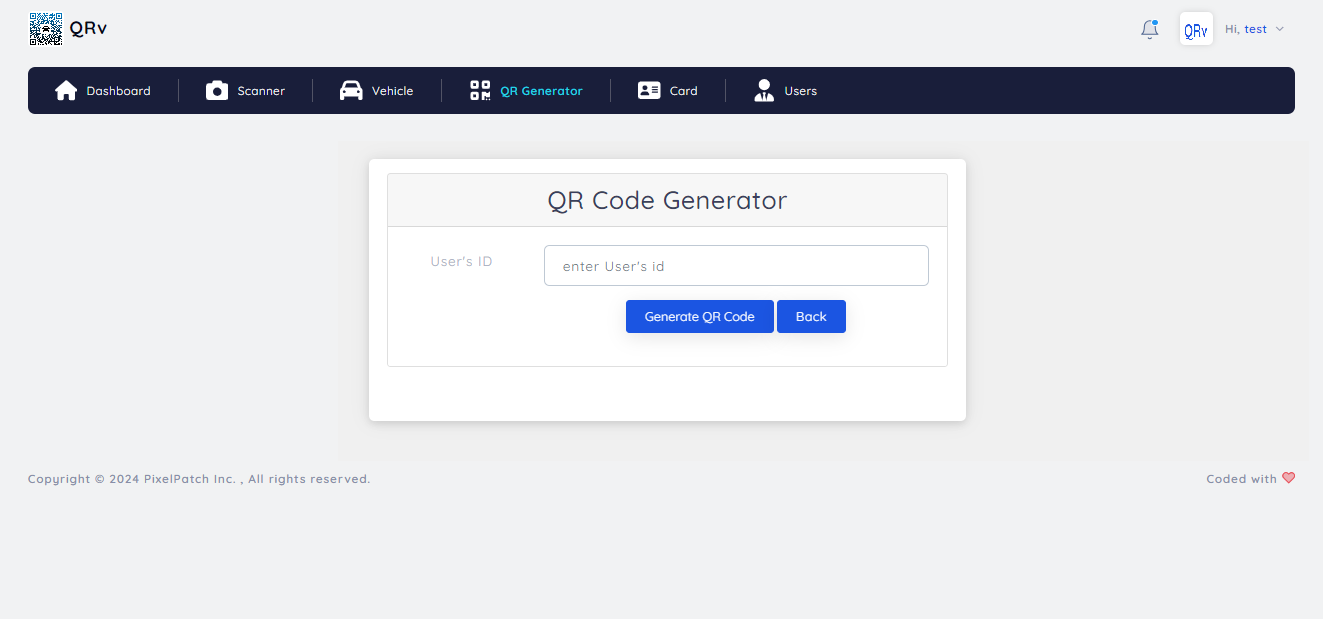 QRv
QRv
Hi, test
Dashboard
Scanner
Vehicle
QR Generator
Card
Users
QR Code Generator
User's ID
enter User's id
Generate QR Code
Back
Copyright © 2024 PixelPatch Inc. , All rights reserved.
Coded with